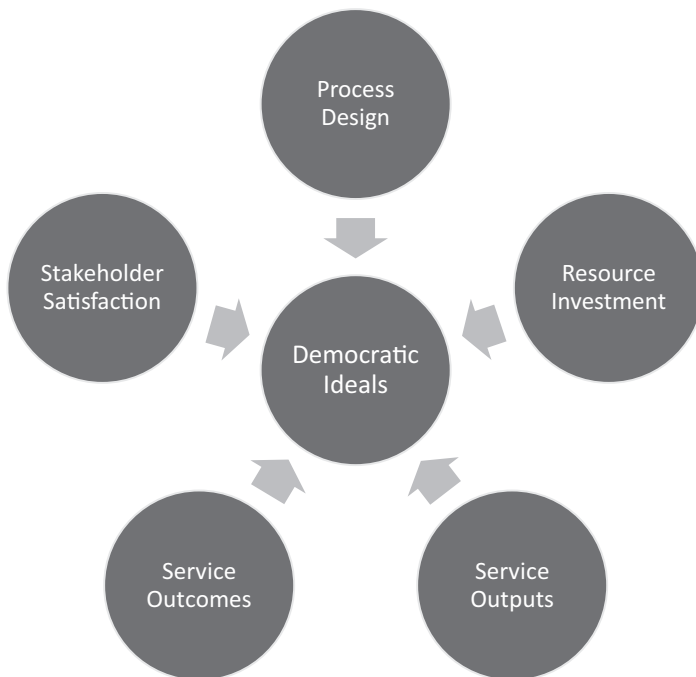 Process
Design
Stakeholder
Satisfaction
Resource
Investment
Democratic
Ideals
Service
Outcomes
Service
Outputs